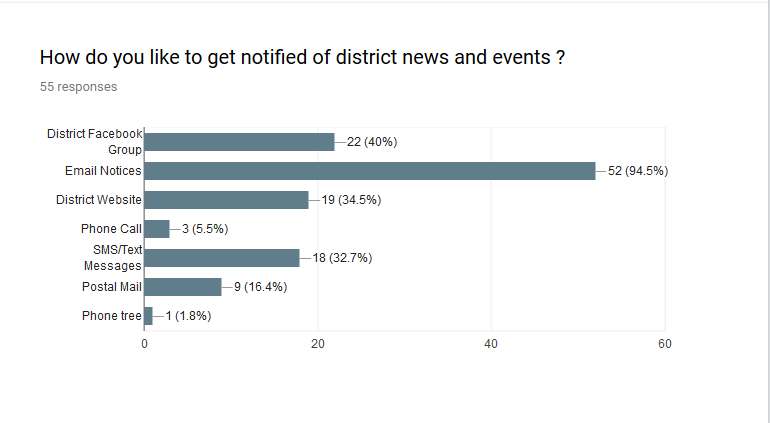 How do you like to get notified of district news and events ?
55 responses
District Facebook
Group
22 (40%)
Email Notices
52 (94.5%)
District Website
19 (34.5%)
Phone Call
3 (5.5%)
SMS/Text
Messages
18 (32.7%)
Postal Mail
9 (16.4%)
Phone tree
1 (1.8%)
0 20 40 60